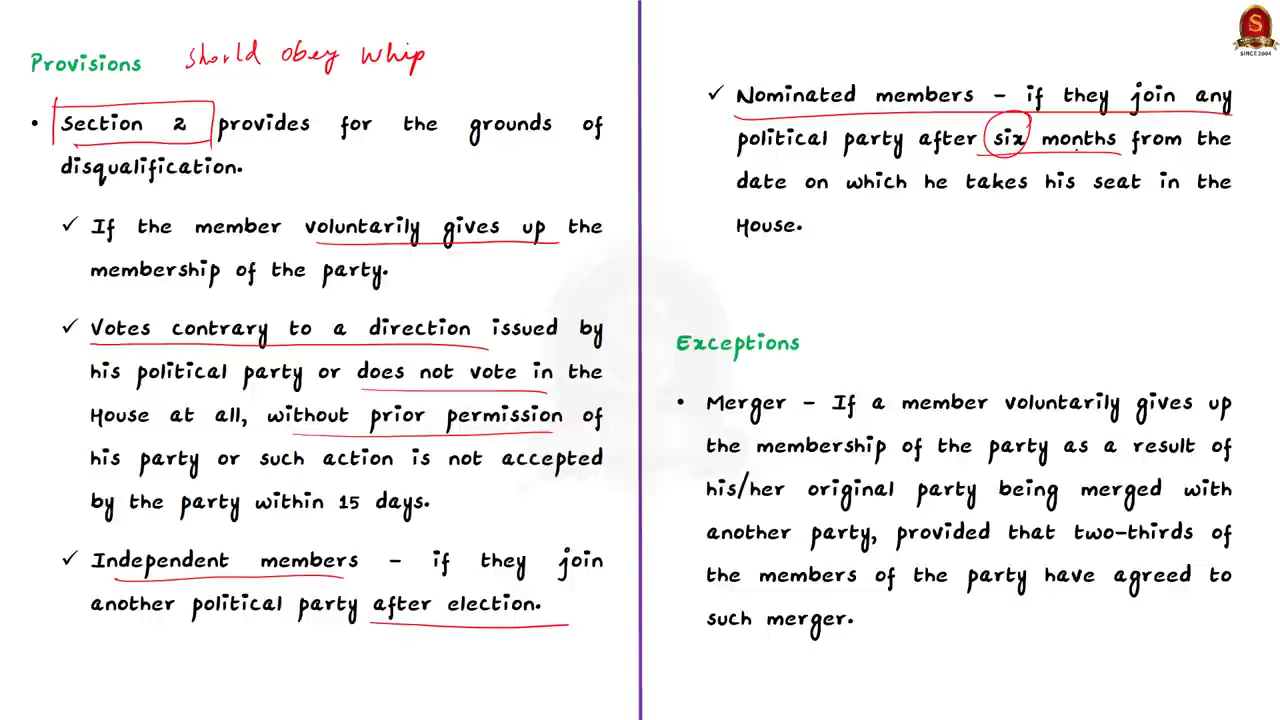 Provisions should obey whip
• Section 2 provides for the grounds of
disqualification.
✓ If the member voluntarily gives up the
membership of the party.
✓ Votes contrary to a direction issued by
his political party or does not vote in the
House at all, without prior permission of
his party or such action is not accepted
by the party within 15 days.
✓ Independent members - if they join
another political party after election.
✓ Nominated members - if they join any
political party after six months from the
date on which he takes his seat in the
House.
Exceptions
• Merger - If a member voluntarily gives up
the membership of the party as a result of
his/her original party being merged with
another party, provided that two-thirds of
the members of the party have agreed to
such merger.
S
SINCE 2004